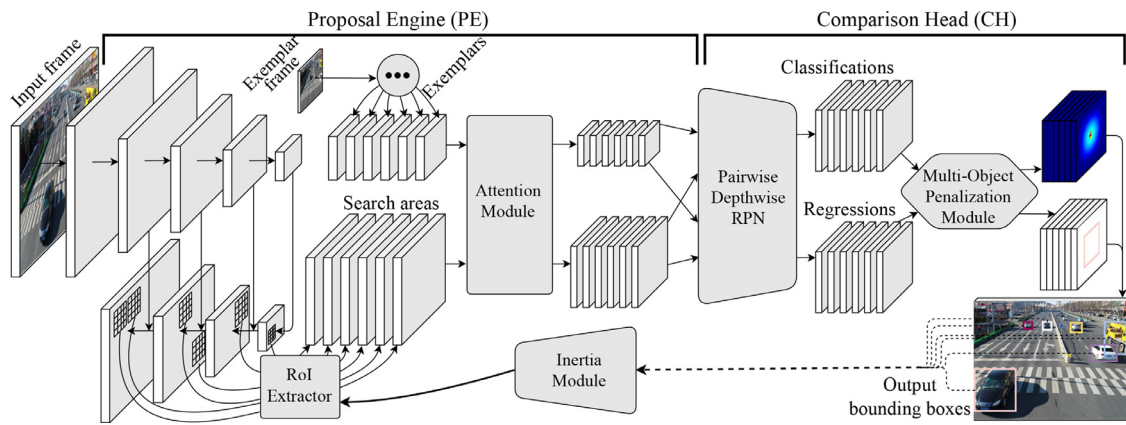 Proposal Engine (PE)
Comparison Head (CH)
Input frame
Exemplar
frame
Exemplars
Classifications
Attention
Module
Pairwise
Depthwise
RPN
Multi-Object
Penalization
Module
Search areas
Regressions
RoI
Extractor
Inertia
Module
Output
bounding boxes